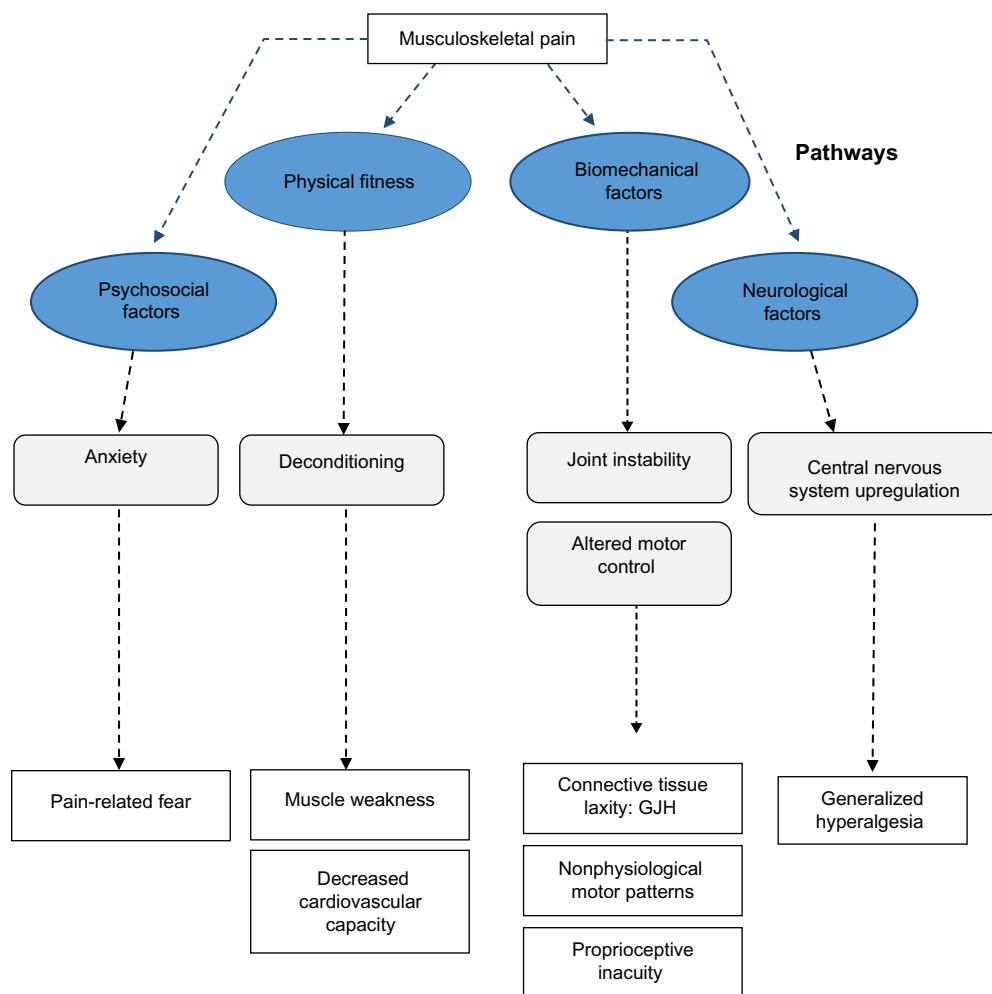 Musculoskeletal pain
Pathways
Physical fitness
Biomechanical
factors
Psychosocial
factors
Neurological
factors
Anxiety
Deconditioning
Joint instability
Central nervous
system upregulation
Altered motor
control
Pain-related fear
Muscle weakness
Connective tissue
laxity: GJH
Generalized
hyperalgesia
Decreased
cardiovascular
capacity
Nonphysiological
motor patterns
Proprioceptive
inacuity